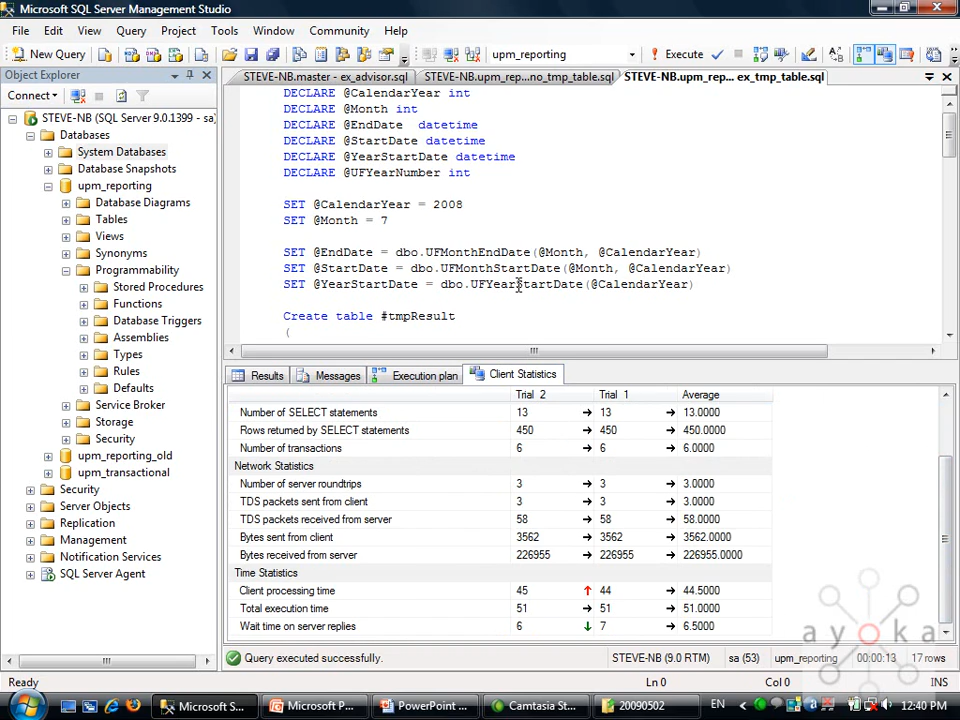 Microsoft SQL Server Management Studio
File Edit View Query Project Tools Window Community Help
New Query upm_reporting Execute
Object Explorer
STEVE-NB.master - ex_advisor.sql STEVE-NB.upm_rep...no_tmp_table.sql STEVE-NB.upm_rep... ex_tmp_table.sql
Connect
STEVE-NB (SQL Server 9.0.1399 - sa)
Databases
System Databases
Database Snapshots
upm_reporting
Database Diagrams
Tables
Views
Synonyms
Programmability
Stored Procedures
Functions
Database Triggers
Assemblies
Types
Rules
Defaults
Service Broker
Storage
Security
upm_reporting_old
upm_transactional
Security
Server Objects
Replication
Management
Notification Services
SQL Server Agent
DECLARE @CalendarYear int
DECLARE @Month int
DECLARE @EndDate  datetime
DECLARE @StartDate datetime
DECLARE @YearStartDate datetime
DECLARE @UFYearNumber int
SET @CalendarYear = 2008
SET @Month = 7
SET @EndDate = dbo.UFMonthEndDate(@Month, @CalendarYear)
SET @StartDate = dbo.UFMonthStartDate(@Month, @CalendarYear)
SET @YearStartDate = dbo.UFYearStartDate(@CalendarYear)
Create table #tmpResult
(
Results Messages Execution plan Client Statistics
Trial 2 Trial 1 Average
Number of SELECT statements 13 → 13 → 13.0000
Rows returned by SELECT statements 450 → 450 → 450.0000
Number of transactions 6 → 6 → 6.0000
Network Statistics
Number of server roundtrips 3 → 3 → 3.0000
TDS packets sent from client 3 → 3 → 3.0000
TDS packets received from server 58 → 58 → 58.0000
Bytes sent from client 3562 → 3562 → 3562.0000
Bytes received from server 226955 → 226955 → 226955.0000
Time Statistics
Client processing time 45 ↑ 44 → 44.5000
Total execution time 51 → 51 → 51.0000
Wait time on server replies 6 ↓ 7 → 6.5000
ayoka
Query executed successfully. STEVE-NB (9.0 RTM) sa (53) upm_reporting 00:00:13 17 rows
Ready Ln 0 Col 0 INS
Microsoft S... Microsoft P... PowerPoint ... Camtasia St... 20090502 EN 12:40 PM